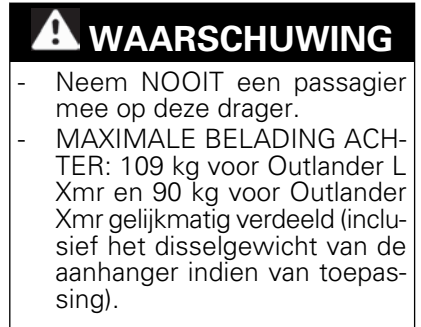 WAARSCHUWING
- Neem NOOIT een passagier
mee op deze drager.
- MAXIMALE BELADING ACH-
TER: 109 kg voor Outlander L
Xmr en 90 kg voor Outlander
Xmr gelijkmatig verdeeld (inclu-
sief het disselgewicht van de
aanhanger indien van toepas-
sing).